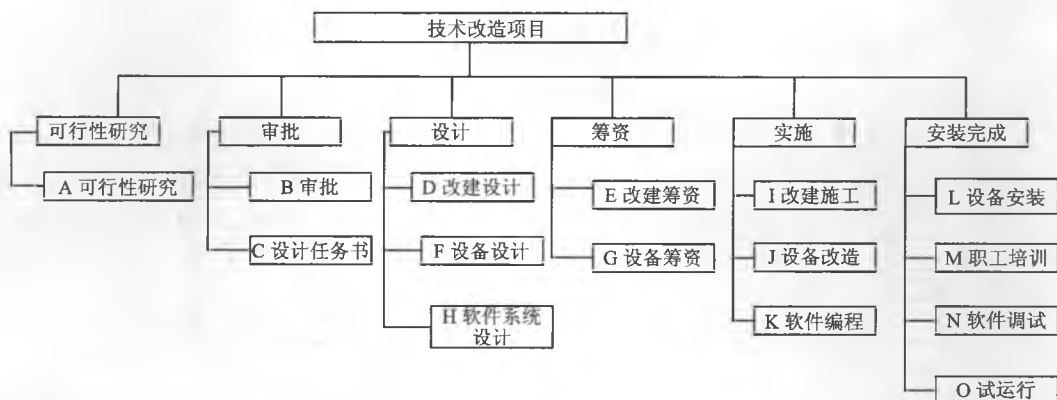 技术改造项目
可行性研究
审批
设计
筹资
实施
安装完成
A 可行性研究
B 审批
D 改建设计
E 改建筹资
I 改建施工
L 设备安装
C 设计任务书
F 设备设计
G 设备筹资
J 设备改造
M 职工培训
H 软件系统
设计
K 软件编程
N 软件调试
O 试运行